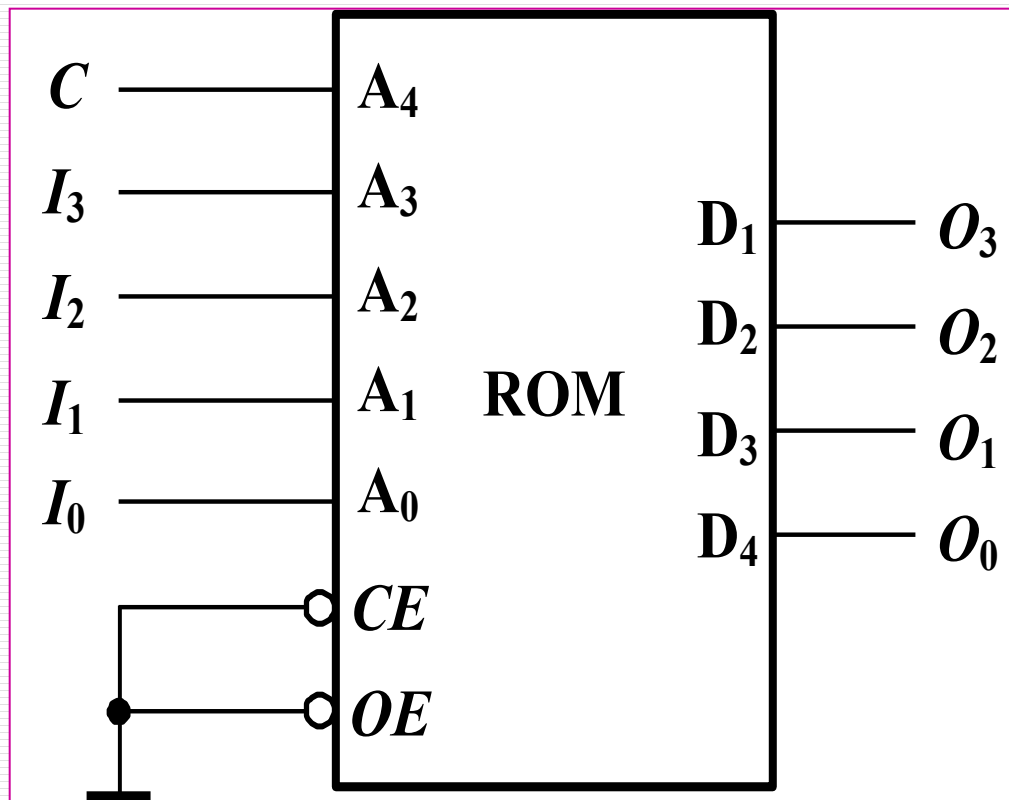 C A₄
I₃ A₃
D₁ O₃
I₂ A₂
D₂ O₂
I₁ A₁ ROM
D₃ O₁
I₀ A₀
D₄ O₀
CE
OE